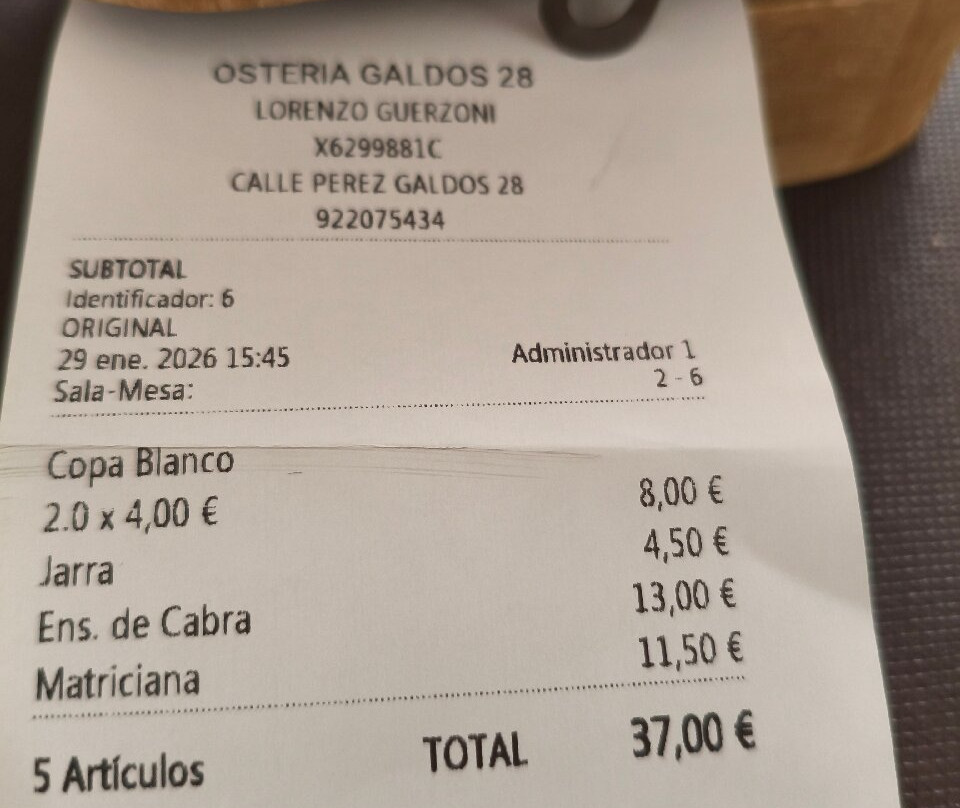 OSTERIA GALDOS 28
LORENZO GUERZONI
X6299881C
CALLE PEREZ GALDOS 28
922075434
SUBTOTAL
Identificador: 6
ORIGINAL
29 ene. 2026 15:45 Administrador 1
Sala-Mesa: 2 - 6
Copa Blanco
2.0 x 4,00 € 8,00 €
Jarra 4,50 €
Ens. de Cabra 13,00 €
Matriciana 11,50 €
5 Artículos TOTAL 37,00 €